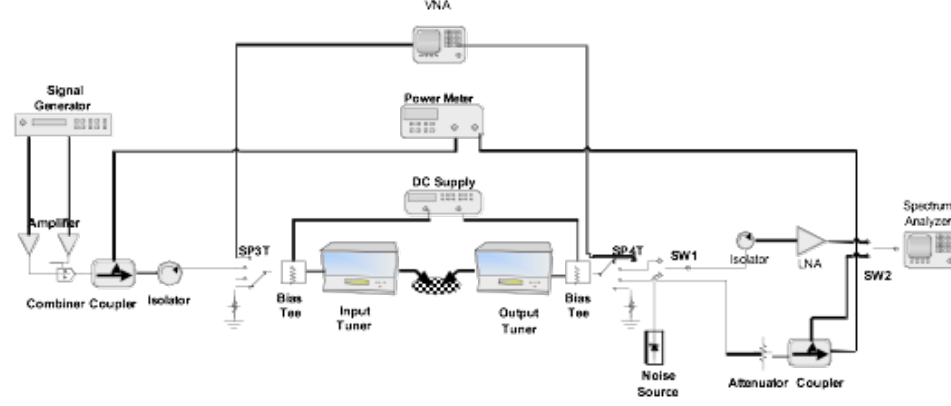 VNA
Signal
Generator
Power Meter
DC Supply
Amplifier
Spectrum
Analyzer
SP3T
SP4T
SW1
Isolator
LNA
SW2
Combiner Coupler
Isolator
Bias
Tee
Input
Tuner
Output
Tuner
Bias
Tee
Noise
Source
Attenuator Coupler